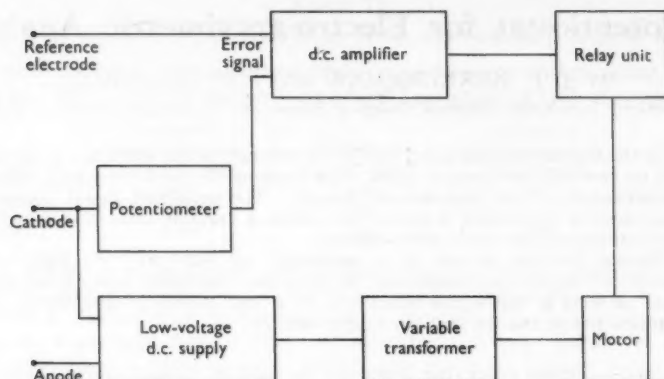 Reference
electrode
Error
signal
d.c. amplifier
Relay unit
Cathode
Potentiometer
Low-voltage
d.c. supply
Variable
transformer
Motor
Anode